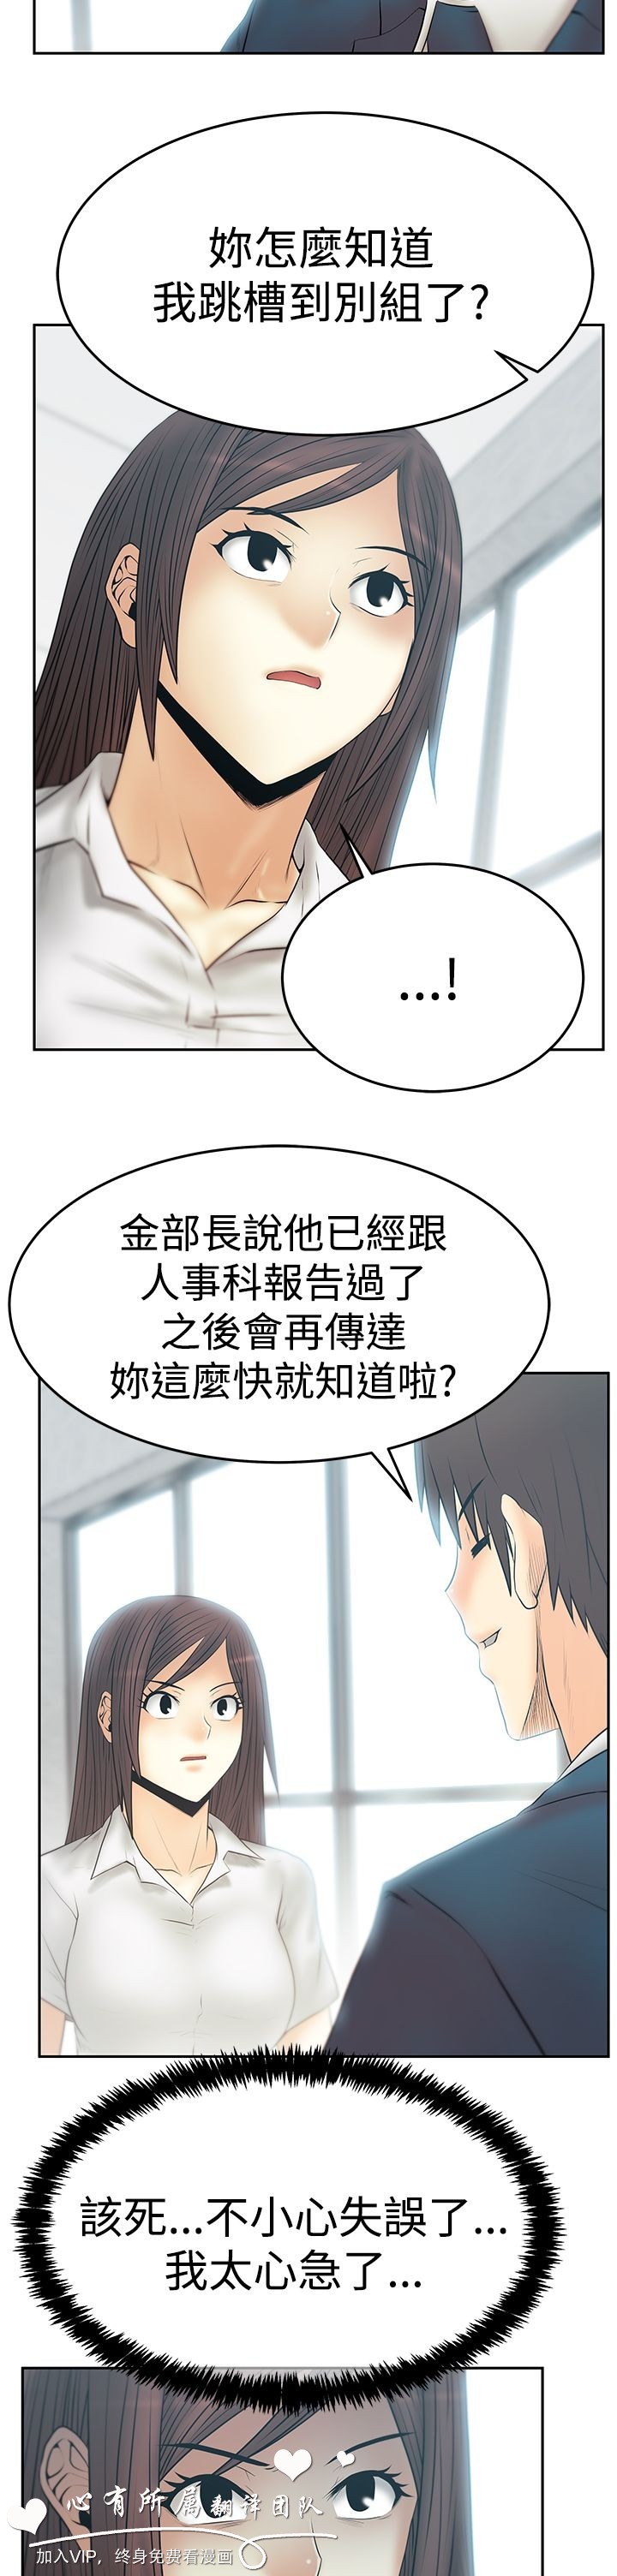 妳怎麼知道
我跳槽到別組了?
...!
金部長說他已經跟
人事科報告過了
之後會再傳達
妳這麼快就知道啦?
該死...不小心失誤了...
我太心急了...
心有所属翻译团队
加入VIP，终身免费看漫画